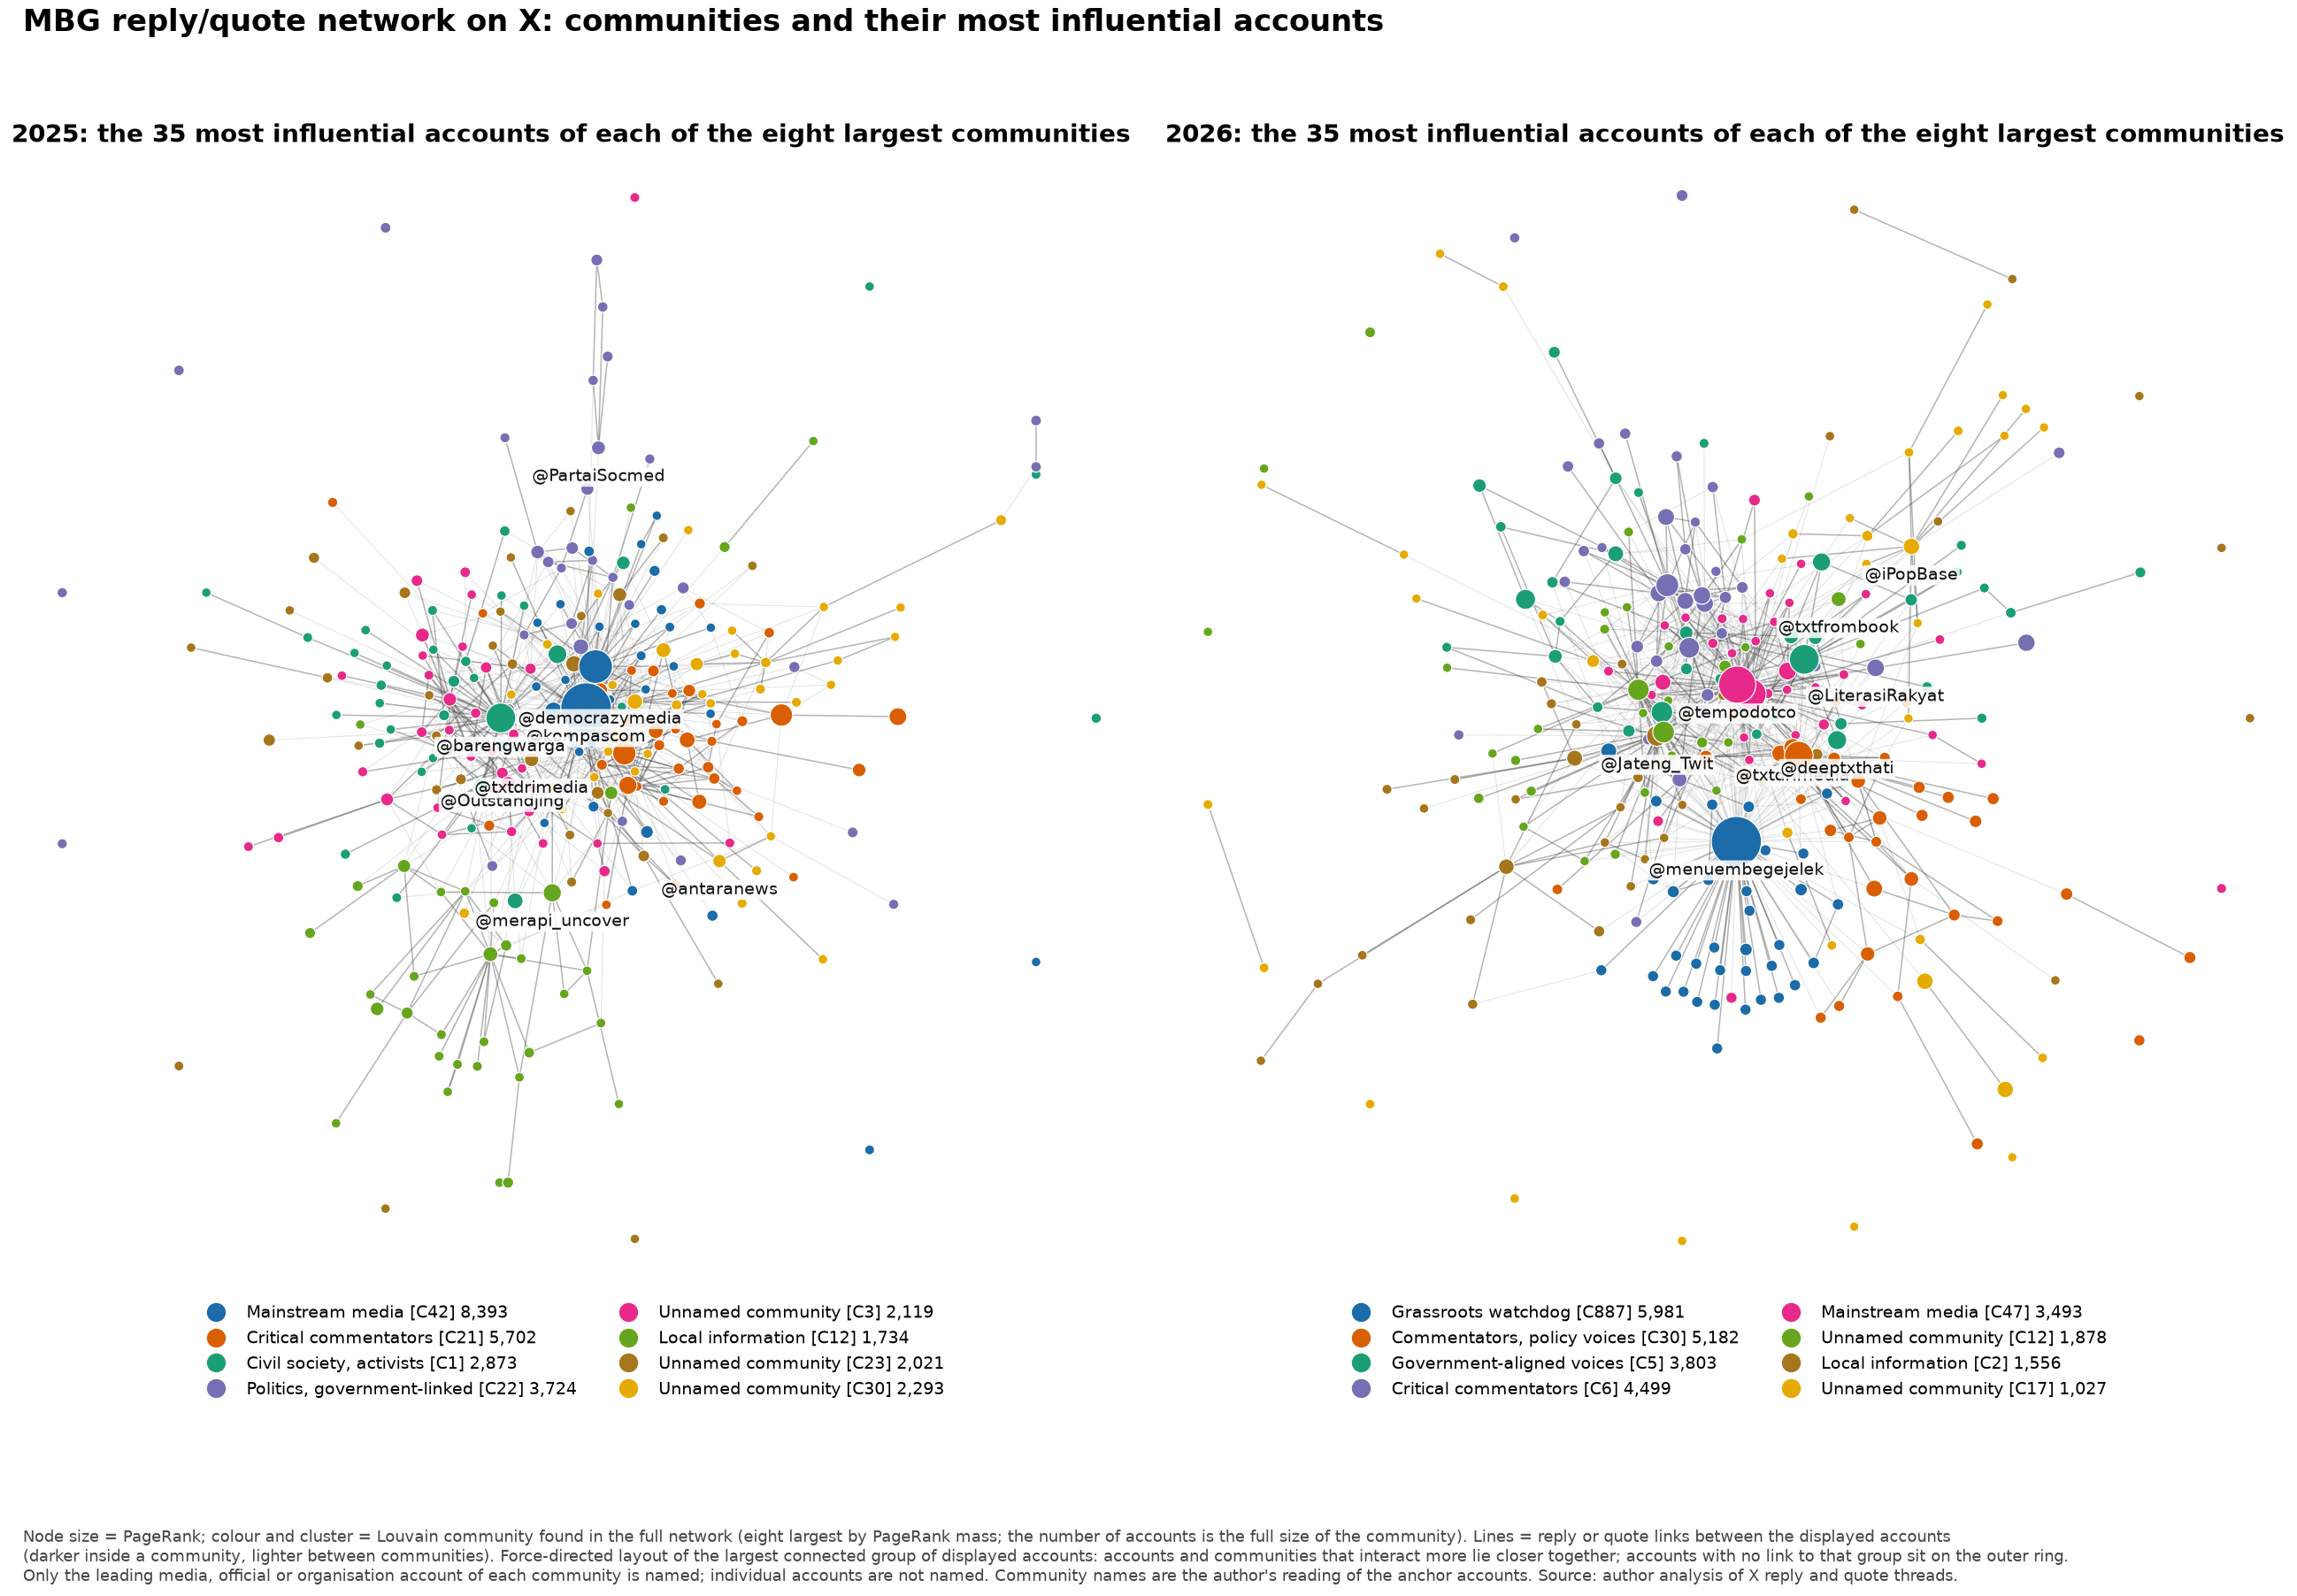 MBG reply/quote network on X: communities and their most influential accounts
2025: the 35 most influential accounts of each of the eight largest communities
@PartaiSocmed
@democrazymedia
@kompascom
@barengwarga
@txtdrimedia
@Outstandjing
@antaranews
@merapi_uncover
Mainstream media [C42] 8,393
Critical commentators [C21] 5,702
Civil society, activists [C1] 2,873
Politics, government-linked [C22] 3,724
Unnamed community [C3] 2,119
Local information [C12] 1,734
Unnamed community [C23] 2,021
Unnamed community [C30] 2,293
2026: the 35 most influential accounts of each of the eight largest communities
@iPopBase
@txtfrombook
@LiterasiRakyat
@tempodotco
@Jateng_Twit
@deeptxthati
@txtdrimedia
@menuembegejelek
Grassroots watchdog [C887] 5,981
Commentators, policy voices [C30] 5,182
Government-aligned voices [C5] 3,803
Critical commentators [C6] 4,499
Mainstream media [C47] 3,493
Unnamed community [C12] 1,878
Local information [C2] 1,556
Unnamed community [C17] 1,027
Node size = PageRank; colour and cluster = Louvain community found in the full network (eight largest by PageRank mass; the number of accounts is the full size of the community). Lines = reply or quote links between the displayed accounts
(darker inside a community, lighter between communities). Force-directed layout of the largest connected group of displayed accounts: accounts and communities that interact more lie closer together; accounts with no link to that group sit on the outer ring.
Only the leading media, official or organisation account of each community is named; individual accounts are not named. Community names are the author's reading of the anchor accounts. Source: author analysis of X reply and quote threads.